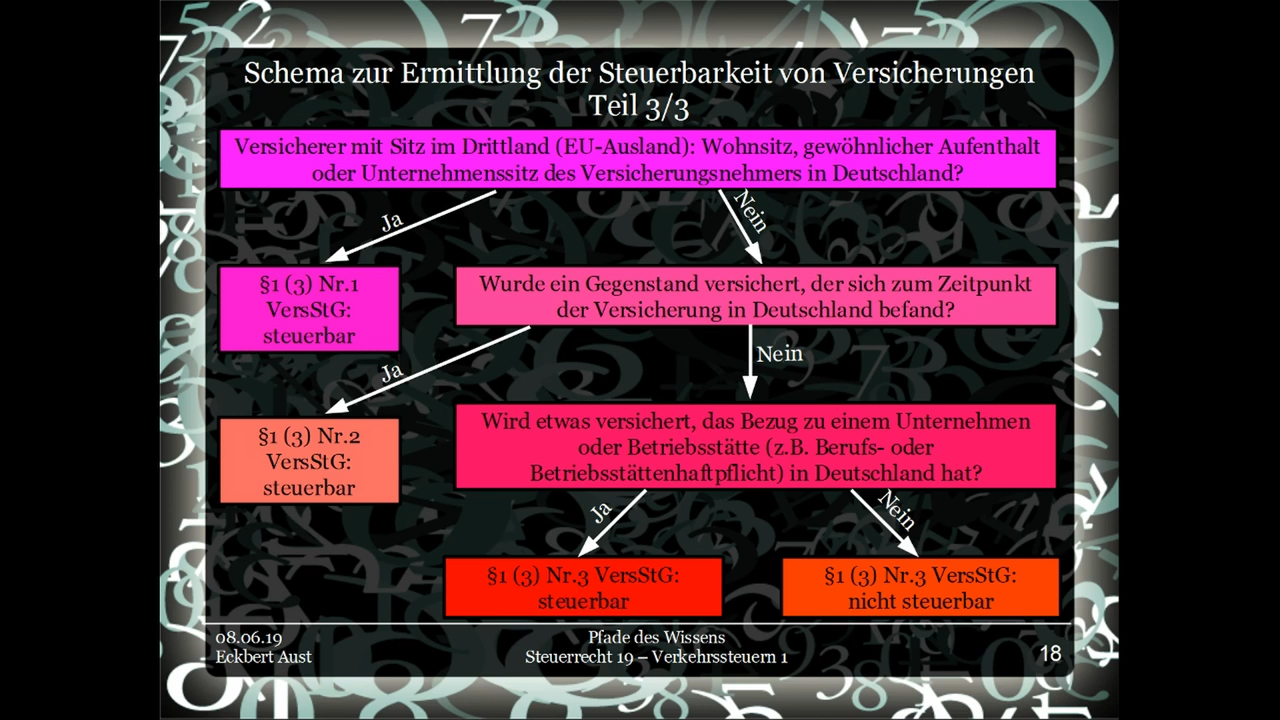 Schema zur Ermittlung der Steuerbarkeit von Versicherungen
Teil 3/3
Versicherer mit Sitz im Drittland (EU-Ausland): Wohnsitz, gewöhnlicher Aufenthalt
oder Unternehmenssitz des Versicherungsnehmers in Deutschland?
Ja
Nein
§1 (3) Nr.1
VersStG:
steuerbar
Wurde ein Gegenstand versichert, der sich zum Zeitpunkt
der Versicherung in Deutschland befand?
Ja
Nein
§1 (3) Nr.2
VersStG:
steuerbar
Wird etwas versichert, das Bezug zu einem Unternehmen
oder Betriebsstätte (z.B. Berufs- oder
Betriebsstättenhaftpflicht) in Deutschland hat?
Ja
Nein
§1 (3) Nr.3 VersStG:
steuerbar
§1 (3) Nr.3 VersStG:
nicht steuerbar
08.06.19
Eckbert Aust
Pfade des Wissens
Steuerrecht 19 – Verkehrssteuern 1
18